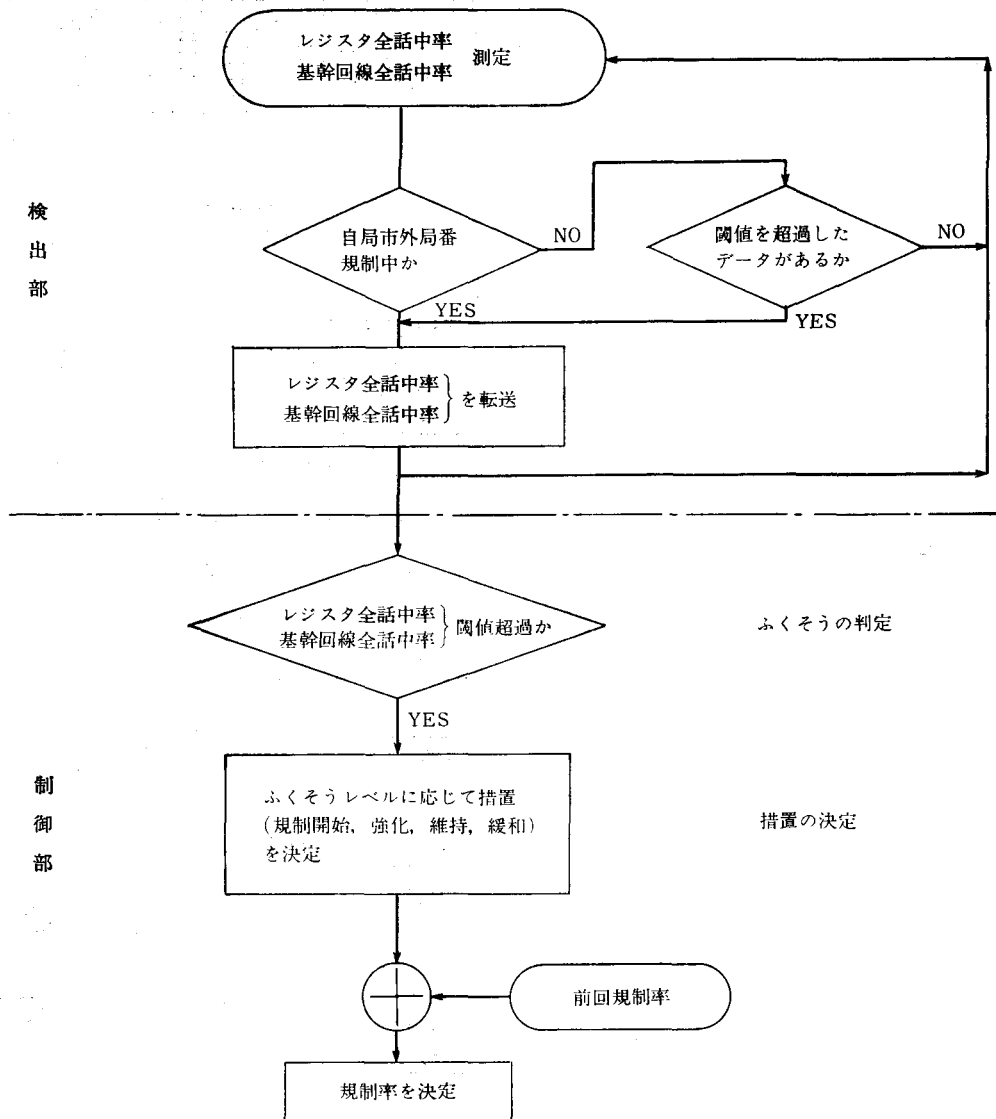 レジスタ全話中率
基幹回線全話中率
測定
検出部
自局市外局番
規制中か
NO
閾値を超過した
データがあるか
NO
YES
YES
レジスタ全話中率
基幹回線全話中率
を転送
レジスタ全話中率
基幹回線全話中率
閾値超過か
ふくそうの判定
YES
制御部
ふくそうレベルに応じて措置
(規制開始，強化，維持，緩和)
を決定
措置の決定
前回規制率
規制率を決定